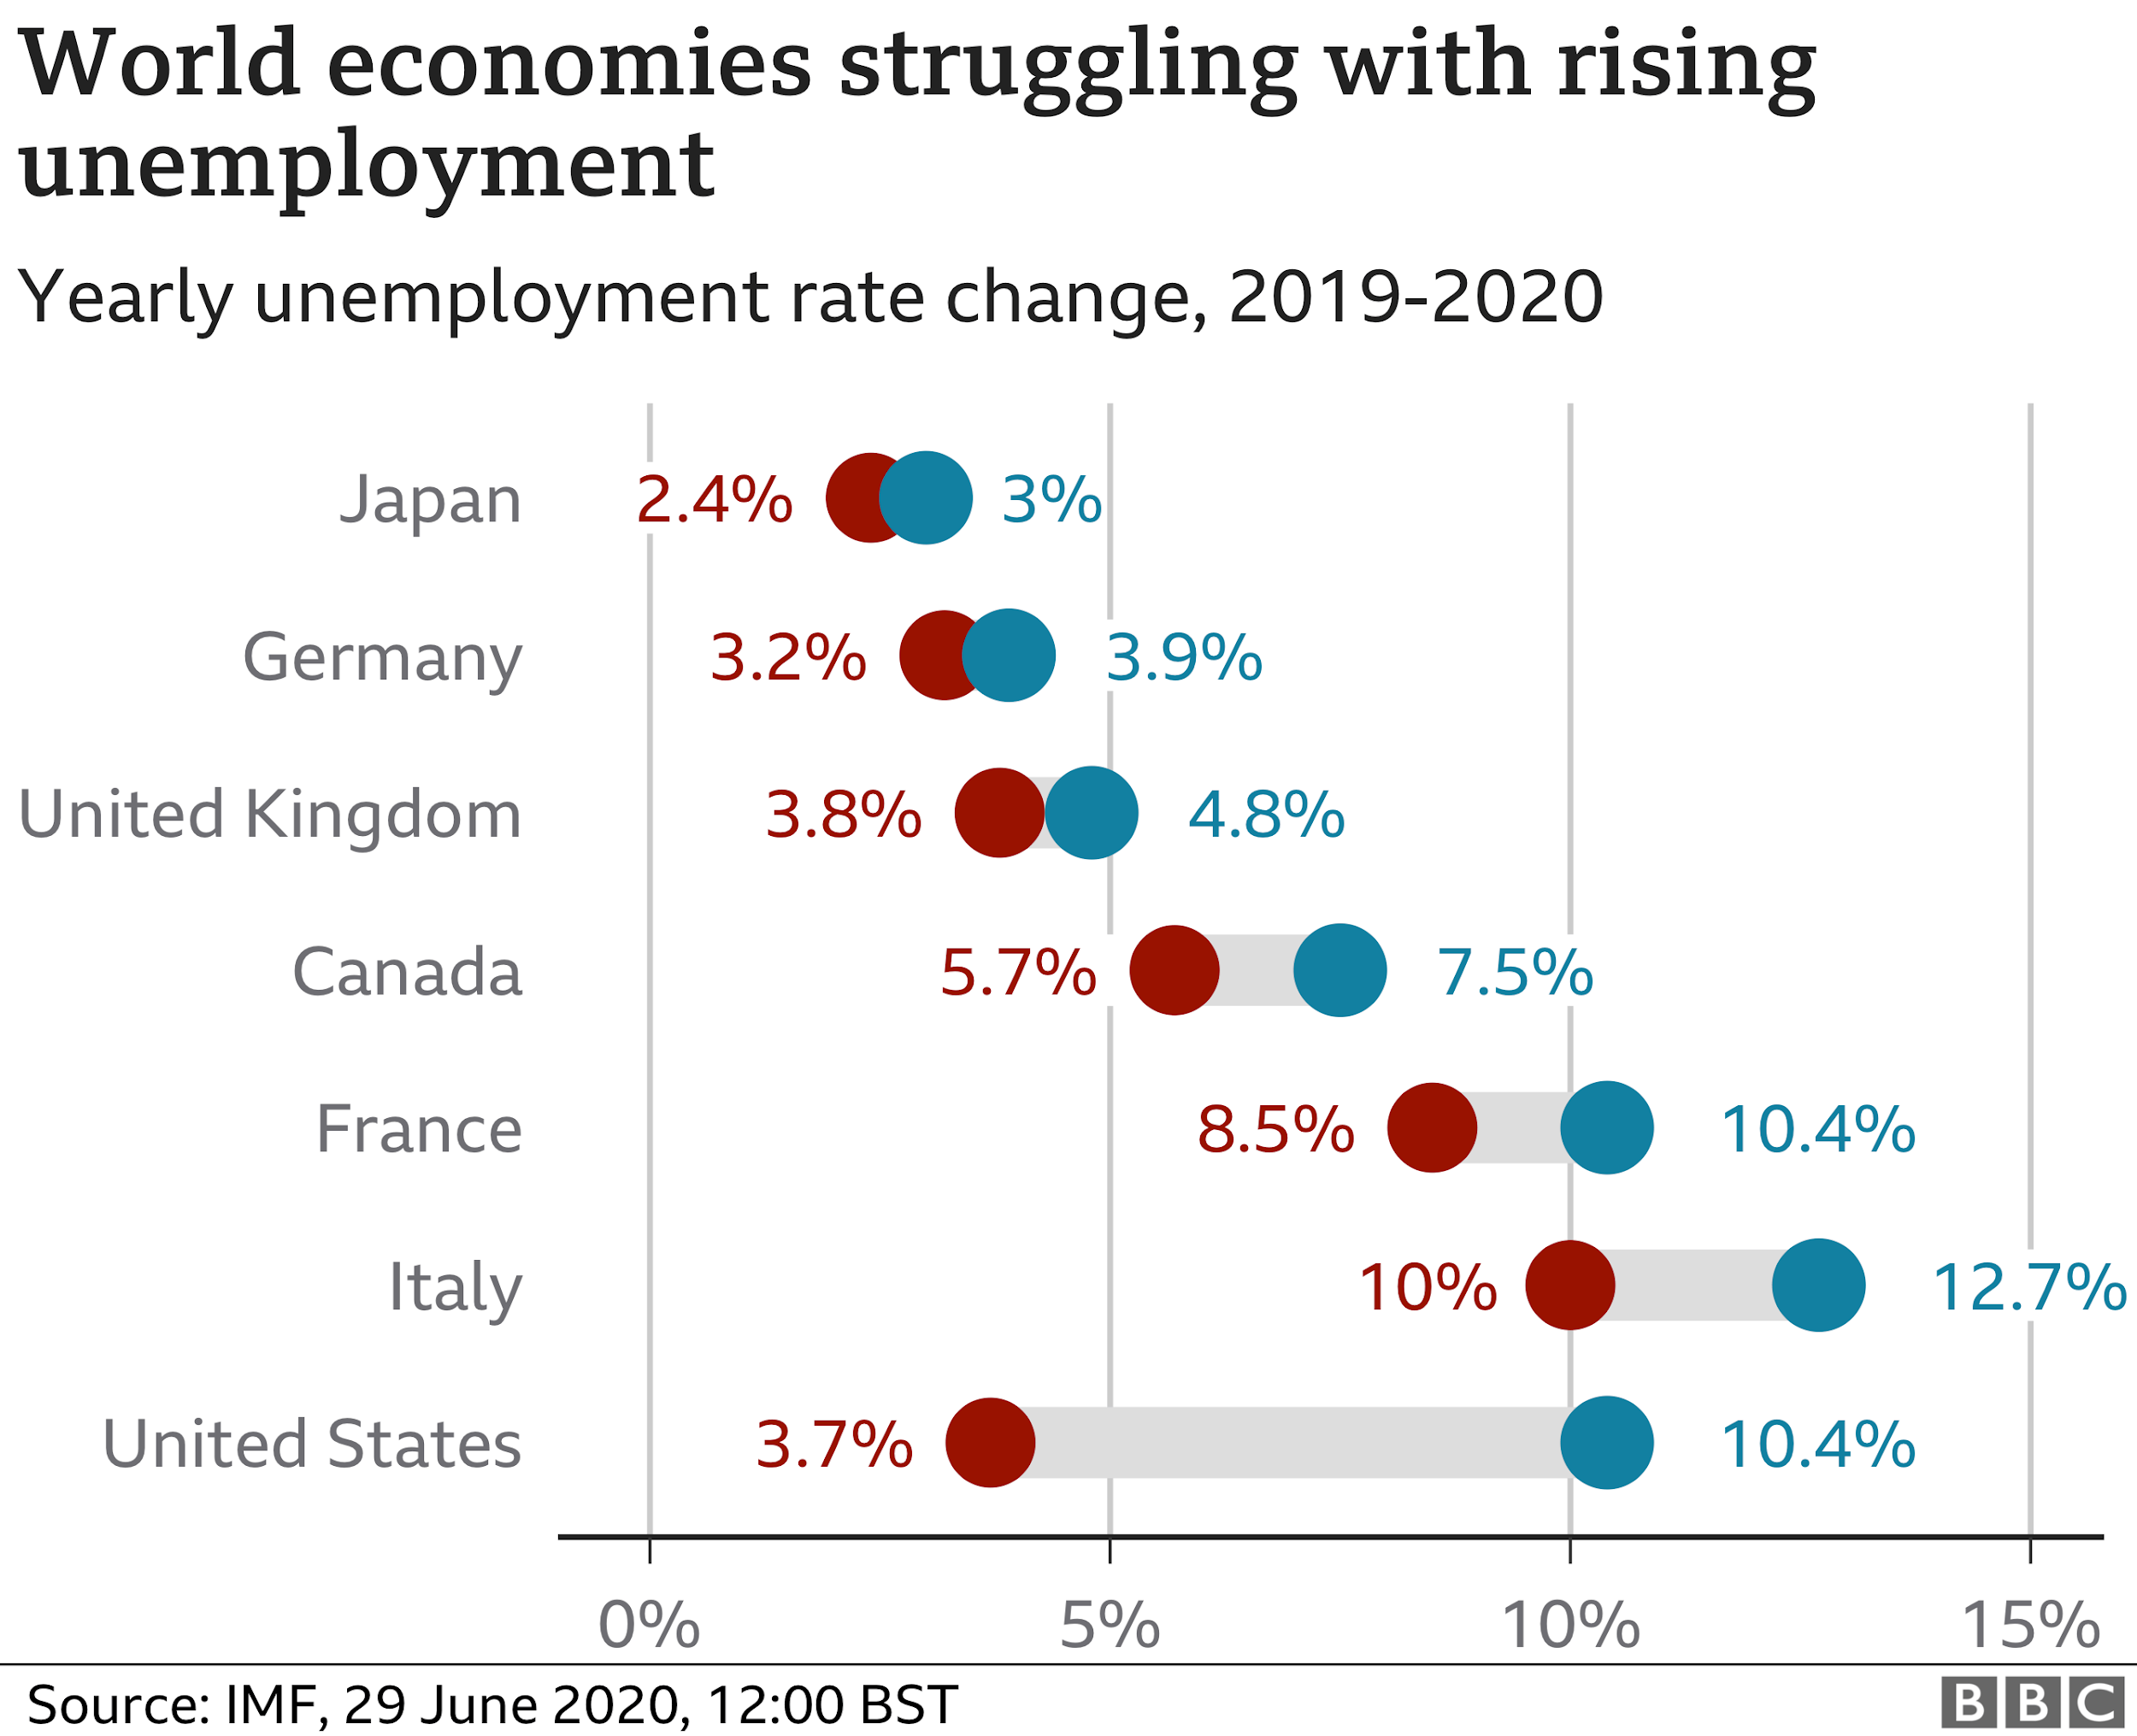 World economies struggling with rising
unemployment
Yearly unemployment rate change, 2019-2020
Japan 2.4% 3%
Germany 3.2% 3.9%
United Kingdom 3.8% 4.8%
Canada 5.7% 7.5%
France 8.5% 10.4%
Italy 10% 12.7%
United States 3.7% 10.4%
0% 5% 10% 15%
Source: IMF, 29 June 2020, 12:00 BST BBC